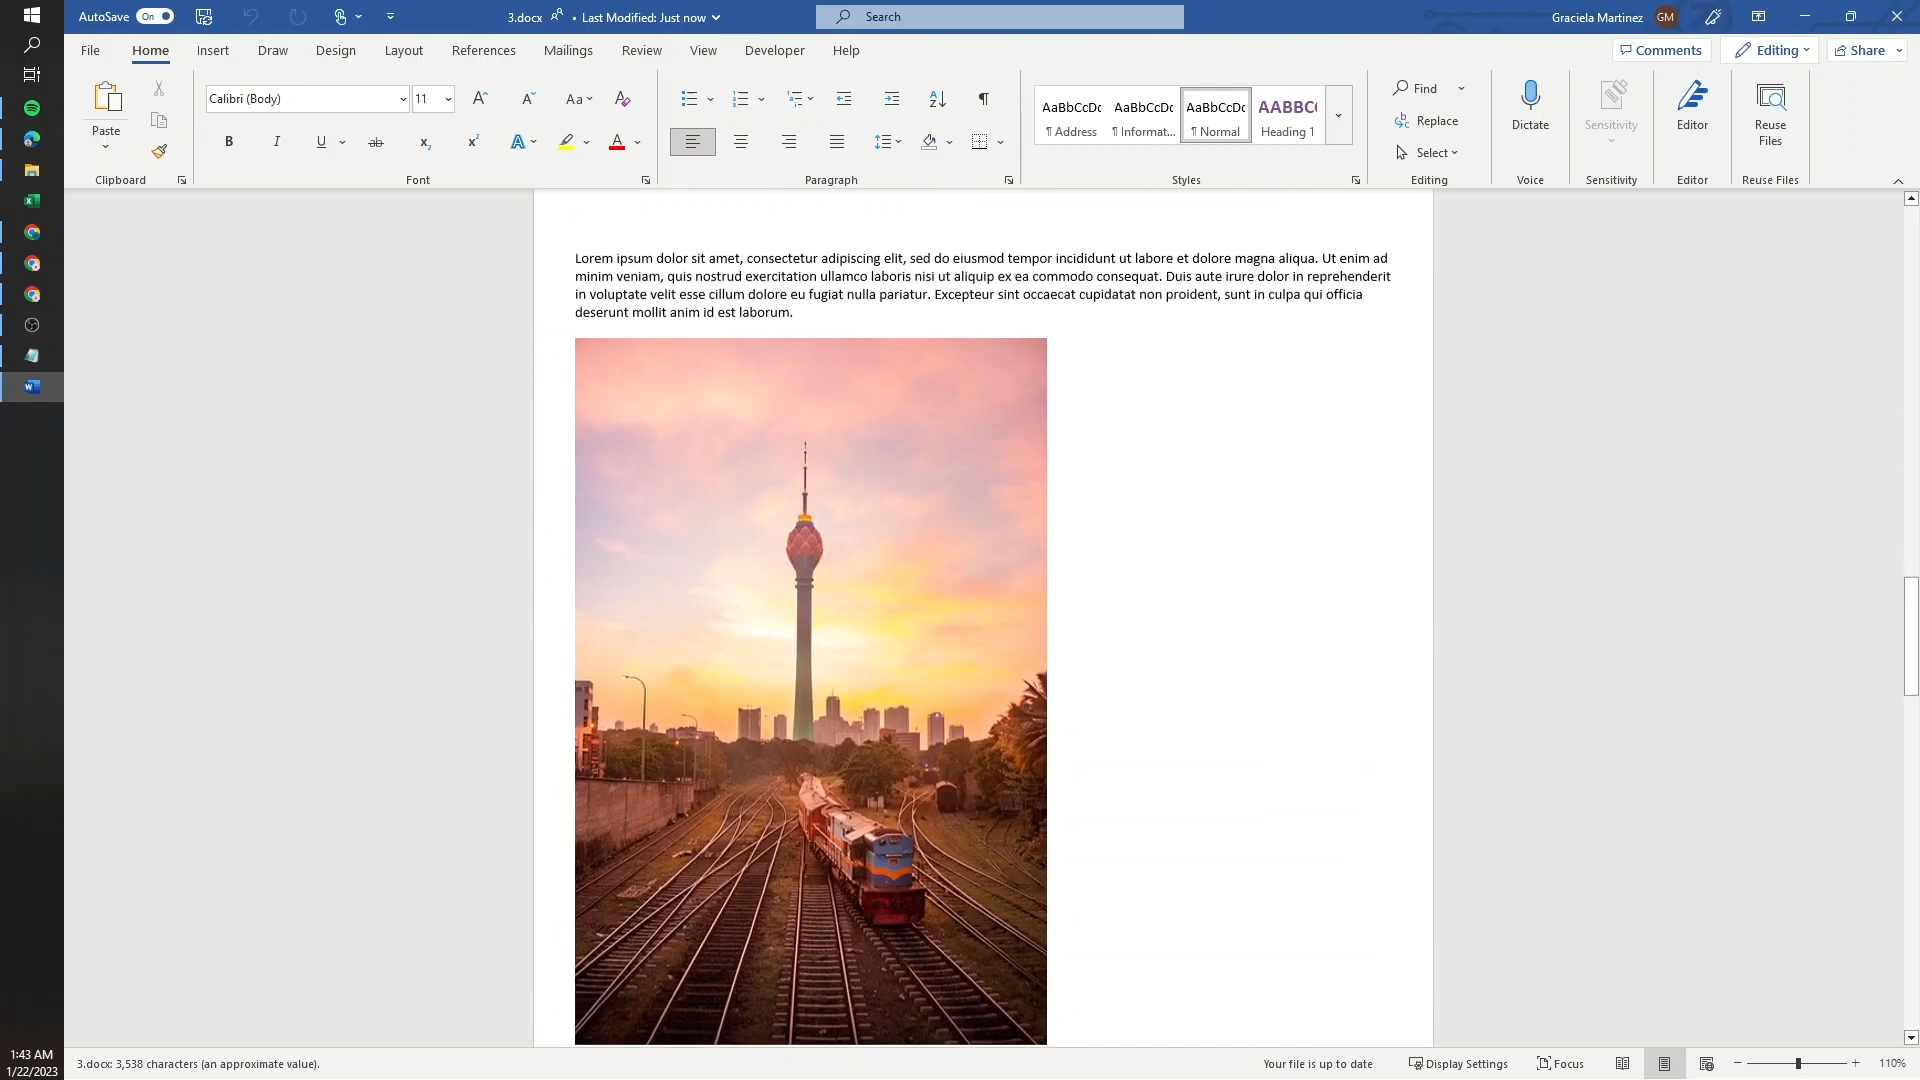 AutoSave On 3.docx • Last Modified: Just now Search Graciela Martinez GM
File Home Insert Draw Design Layout References Mailings Review View Developer Help Comments Editing Share
Paste
Clipboard
Calibri (Body) 11
Aa
B I U ab x₂ x² A A
Font
Paragraph
AaBbCcDc AaBbCcDc AaBbCcDc AABBC
¶ Address ¶ Informat... ¶ Normal Heading 1
Styles
Find
Replace
Select
Editing
Dictate
Voice
Sensitivity
Sensitivity
Editor
Editor
Reuse
Files
Reuse Files
Lorem ipsum dolor sit amet, consectetur adipiscing elit, sed do eiusmod tempor incididunt ut labore et dolore magna aliqua. Ut enim ad
minim veniam, quis nostrud exercitation ullamco laboris nisi ut aliquip ex ea commodo consequat. Duis aute irure dolor in reprehenderit
in voluptate velit esse cillum dolore eu fugiat nulla pariatur. Excepteur sint occaecat cupidatat non proident, sunt in culpa qui officia
deserunt mollit anim id est laborum.
1:43 AM
1/22/2023
3.docx: 3,538 characters (an approximate value). Your file is up to date Display Settings Focus 110%